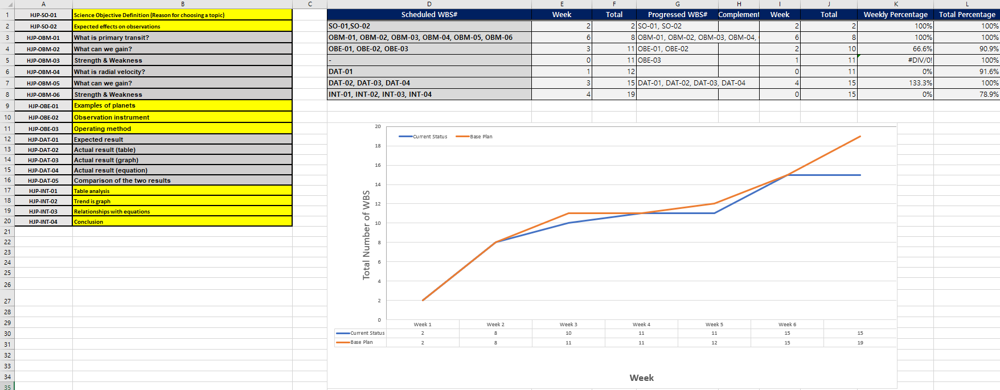 A B C D E F G H I J K L
1 HJP-SO-01 Science Objective Definition (Reason for choosing a topic) Scheduled WBS# Week Total Progressed WBS# Complement Week Total Weekly Percentage Total Percentage
2 HJP-SO-02 Expected effects on observations SO-01,SO-02 2 2 SO-01, SO-02 2 2 100% 100%
3 HJP-OBM-01 What is primary transit? OBM-01, OBM-02, OBM-03, OBM-04, OBM-05, OBM-06 6 8 OBM-01, OBM-02, OBM-03, OBM-04, 6 8 100% 100%
4 HJP-OBM-02 What can we gain? OBE-01, OBE-02, OBE-03 3 11 OBE-01, OBE-02 2 10 66.6% 90.9%
5 HJP-OBM-03 Strength & Weakness - 0 11 OBE-03 1 11 #DIV/0! 100%
6 HJP-OBM-04 What is radial velocity? DAT-01 1 12 0 11 0% 91.6%
7 HJP-OBM-05 What can we gain? DAT-02, DAT-03, DAT-04 3 15 DAT-01, DAT-02, DAT-03, DAT-04 4 15 133.3% 100%
8 HJP-OBM-06 Strength & Weakness INT-01, INT-02, INT-03, INT-04 4 19 0 15 0% 78.9%
9 HJP-OBE-01 Examples of planets
10 HJP-OBE-02 Observation instrument
11 HJP-OBE-03 Operating method
12 HJP-DAT-01 Expected result
13 HJP-DAT-02 Actual result (table)
14 HJP-DAT-03 Actual result (graph)
15 HJP-DAT-04 Actual result (equation)
16 HJP-DAT-05 Comparison of the two results
17 HJP-INT-01 Table analysis
18 HJP-INT-02 Trend is graph
19 HJP-INT-03 Relationships with equations
20 HJP-INT-04 Conclusion
21
22
23
24
25
26
27
28
29
30
31
32
33
34
35
Current Status Base Plan
Total Number of WBS
20
18
16
14
12
10
8
6
4
2
0
Week 1 Week 2 Week 3 Week 4 Week 5 Week 6
Current Status 2 8 10 11 11 15 15
Base Plan 2 8 11 11 12 15 19
Week